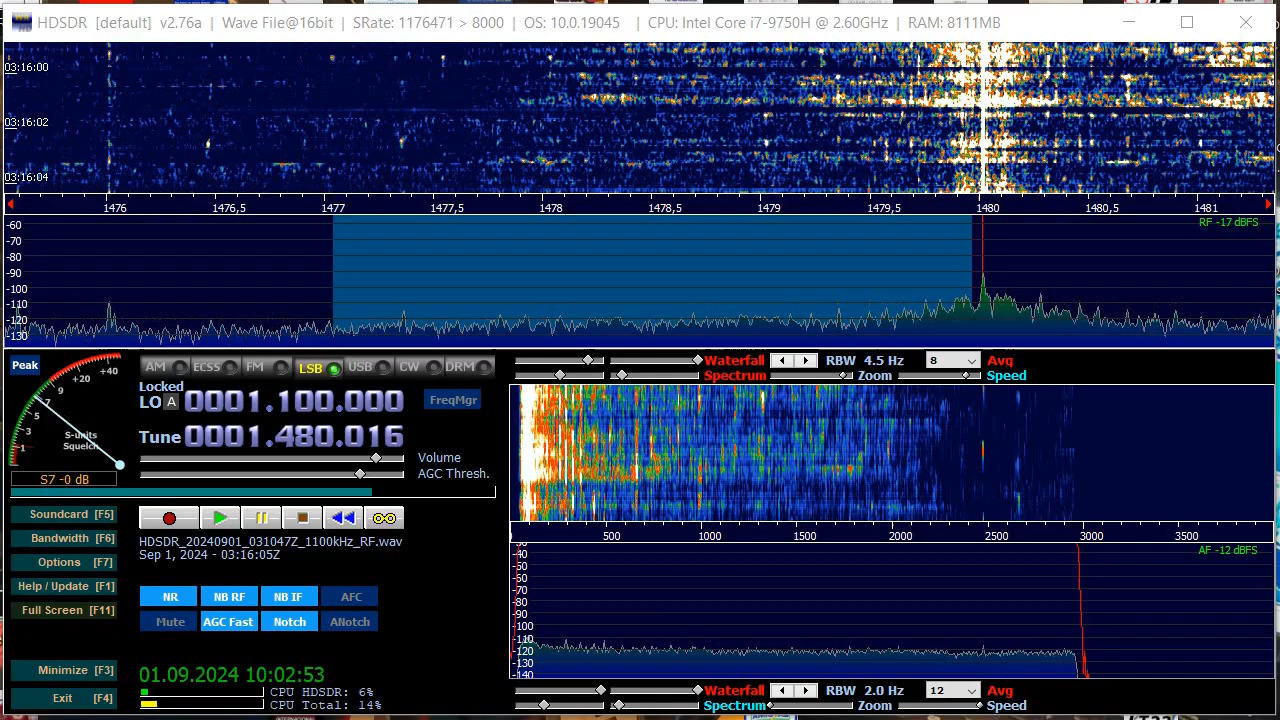 HDSDR [default] v2.76a | Wave File@16bit | SRate: 1176471 > 8000 | OS: 10.0.19045 | CPU: Intel Core i7-9750H @ 2.60GHz | RAM: 8111MB
03:16:00
03:16:02
03:16:04
1476 1476,5 1477 1477,5 1478 1478,5 1479 1479,5 1480 1480,5 1481
RF -17 dBFS
-60
-70
-80
-90
-100
-110
-120
-130
Peak
1 3 5 7 9 +20 +40
S-units
Squelch
S7 -0 dB
AM ECSS FM LSB USB CW DRM
Locked
LO A 0001.100.000 FreqMgr
Tune 0001.480.016
Volume
AGC Thresh.
Soundcard [F5]
Bandwidth [F6]
Options [F7]
Help / Update [F1]
Full Screen [F11]
Minimize [F3]
Exit [F4]
HDSDR_20240901_031047Z_1100kHz_RF.wav
Sep 1, 2024 - 03:16:05Z
NR NB RF NB IF AFC
Mute AGC Fast Notch ANotch
01.09.2024 10:02:53
CPU HDSDR: 6%
CPU Total: 14%
Waterfall RBW 4.5 Hz 8 Avg
Spectrum Zoom Speed
500 1000 1500 2000 2500 3000 3500
AF -12 dBFS
-40
-50
-60
-70
-80
-90
-100
-110
-120
-130
-140
Waterfall RBW 2.0 Hz 12 Avg
Spectrum Zoom Speed